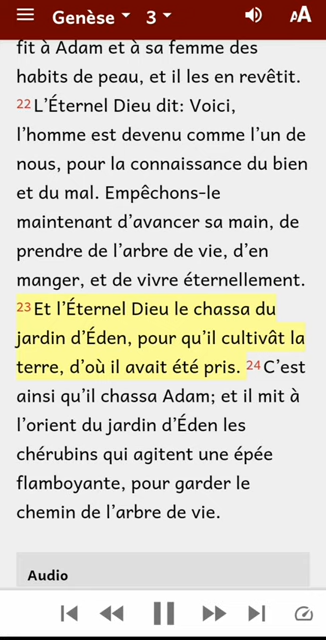 Genèse 3 AA
fit à Adam et à sa femme des
habits de peau, et il les en revêtit.
22 L’Éternel Dieu dit: Voici,
l’homme est devenu comme l’un de
nous, pour la connaissance du bien
et du mal. Empêchons-le
maintenant d’avancer sa main, de
prendre de l’arbre de vie, d’en
manger, et de vivre éternellement.
23 Et l’Éternel Dieu le chassa du
jardin d’Éden, pour qu’il cultivât la
terre, d’où il avait été pris. 24 C’est
ainsi qu’il chassa Adam; et il mit à
l’orient du jardin d’Éden les
chérubins qui agitent une épée
flamboyante, pour garder le
chemin de l’arbre de vie.
Audio